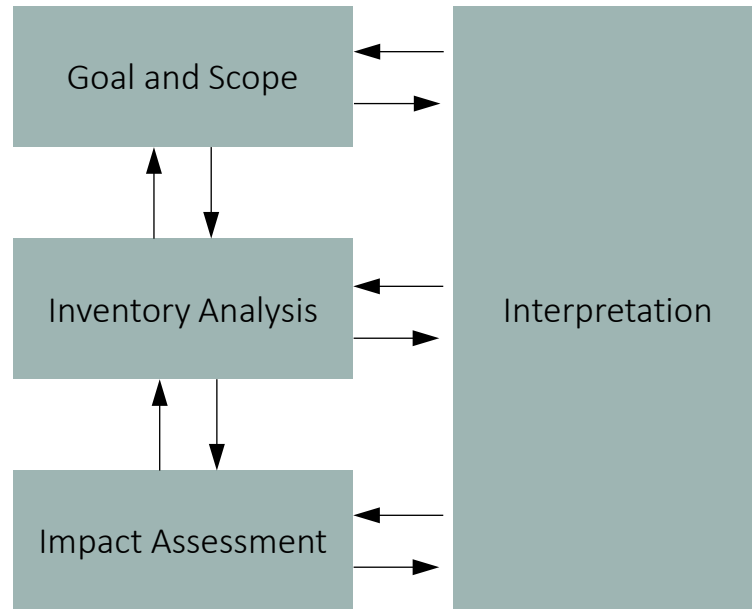 Goal and Scope
Inventory Analysis
Interpretation
Impact Assessment